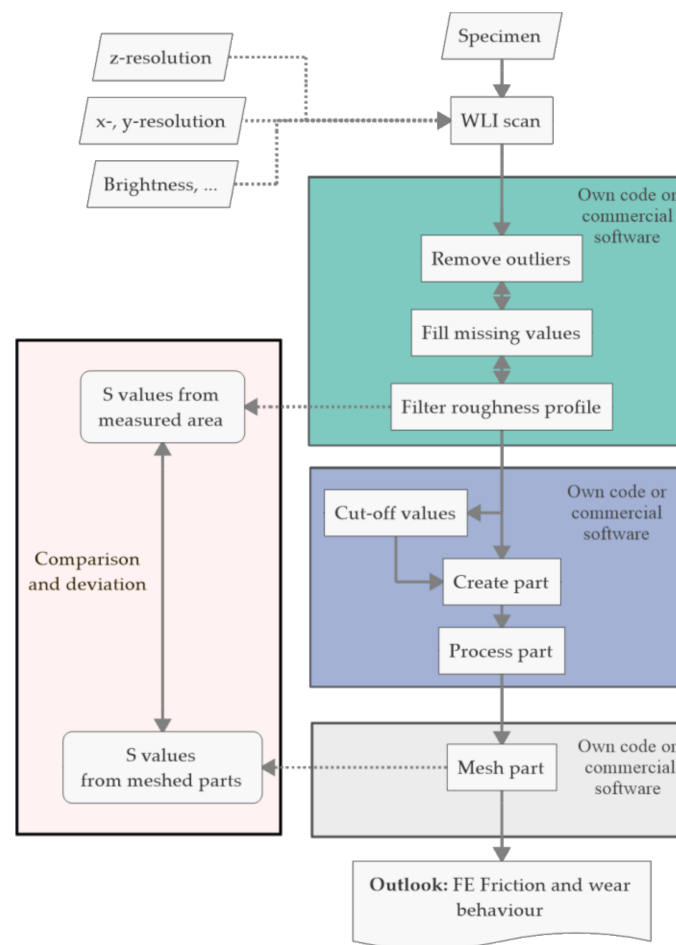 Specimen
z-resolution
x-, y-resolution
WLI scan
Brightness, ...
Own code or
commercial
software
Remove outliers
Fill missing values
Filter roughness profile
S values from
measured area
Own code or
commercial
software
Cut-off values
Create part
Process part
Comparison
and deviation
S values
from meshed parts
Own code or
commercial
software
Mesh part
Outlook: FE Friction and wear
behaviour